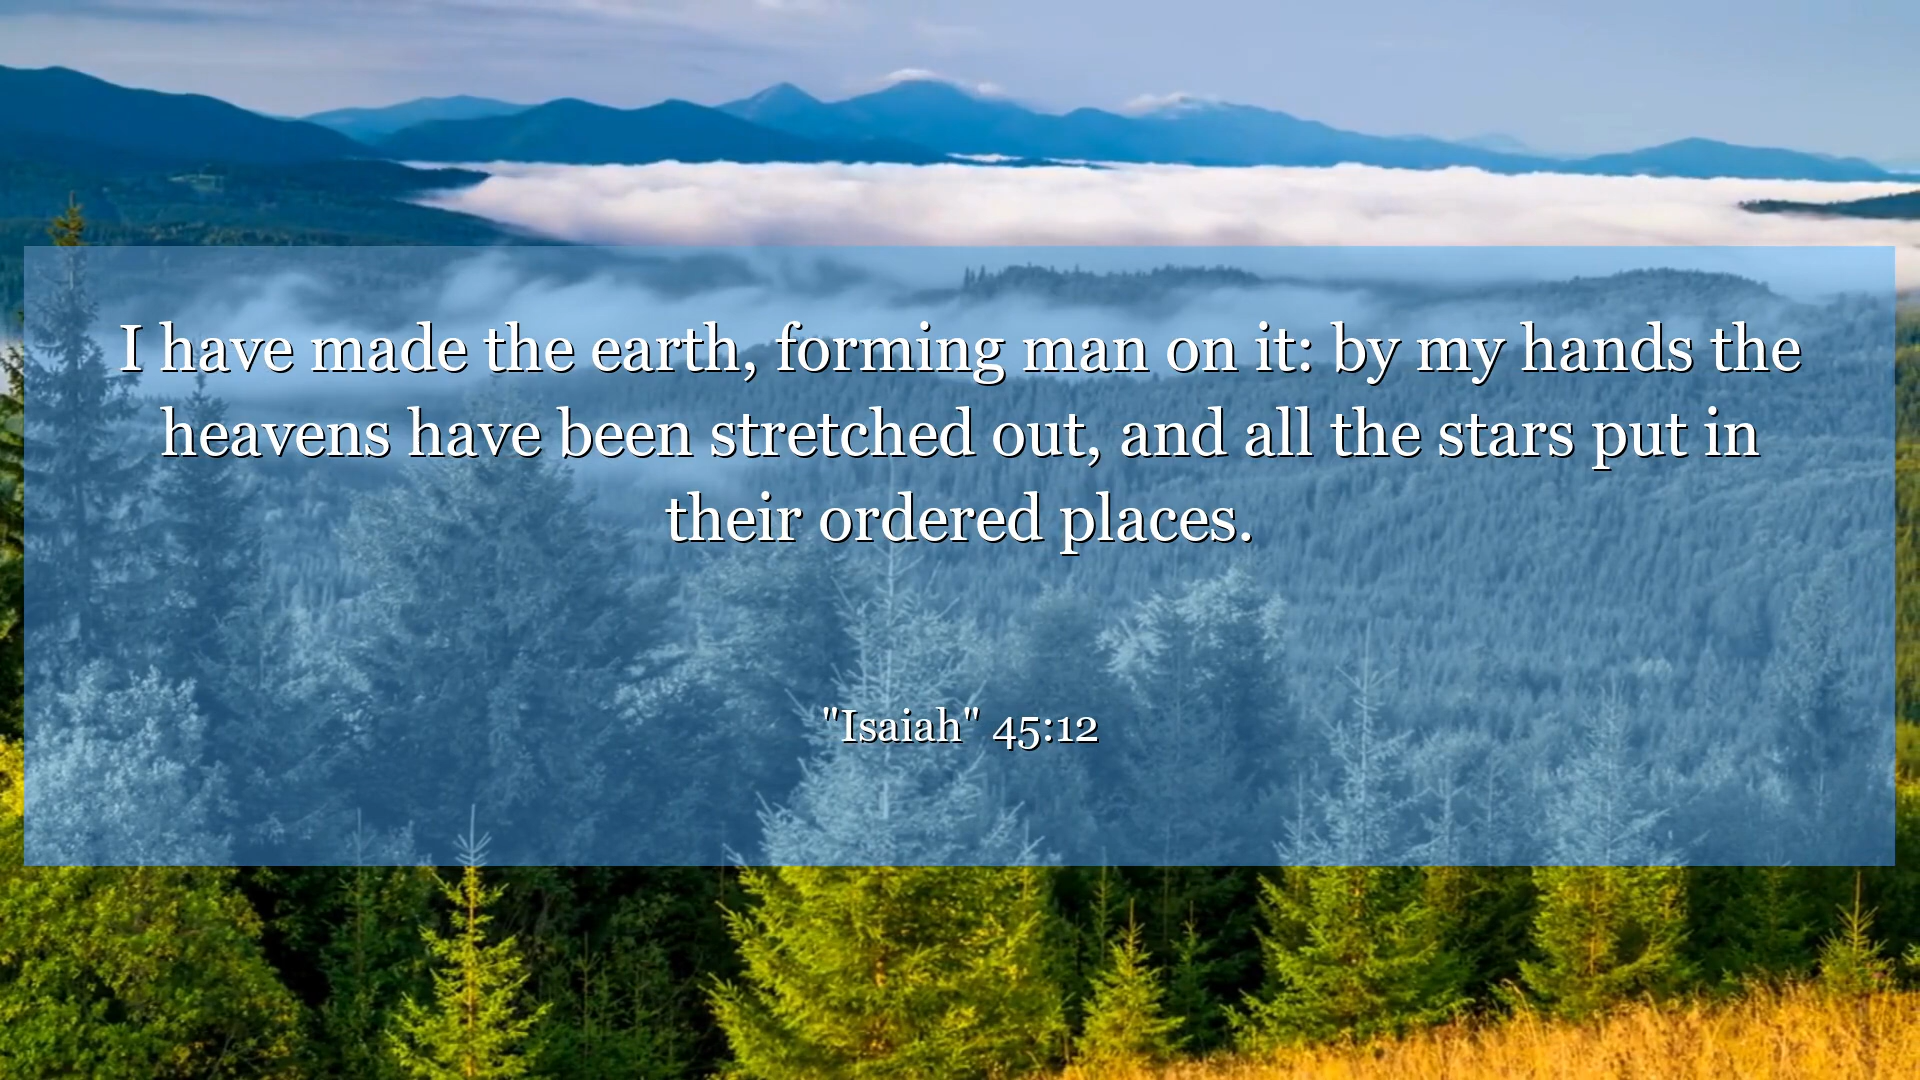 I have made the earth, forming man on it: by my hands the
heavens have been stretched out, and all the stars put in
their ordered places.
"Isaiah" 45:12